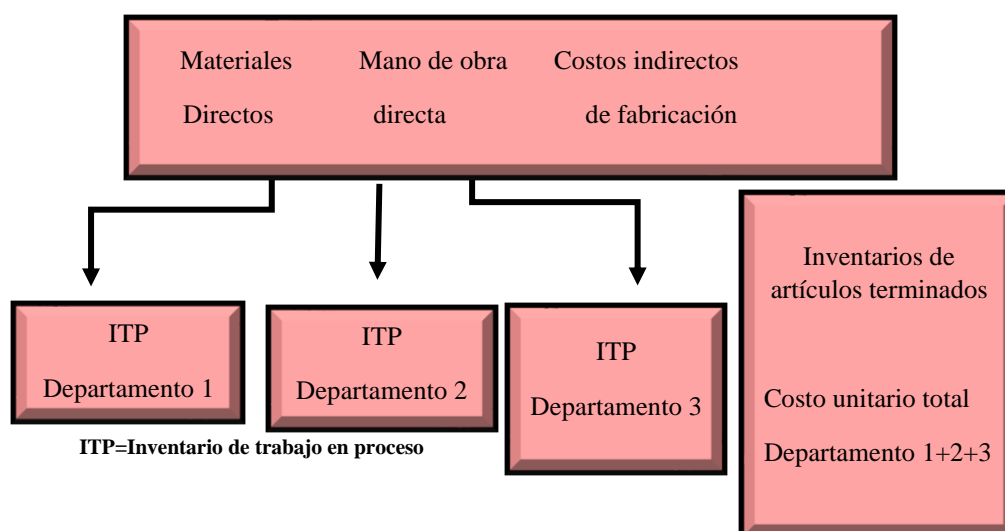 Materiales Mano de obra Costos indirectos
Directos directa de fabricación
ITP
Departamento 1
ITP
Departamento 2
ITP
Departamento 3
Inventarios de
artículos terminados
Costo unitario total
Departamento 1+2+3
ITP=Inventario de trabajo en proceso